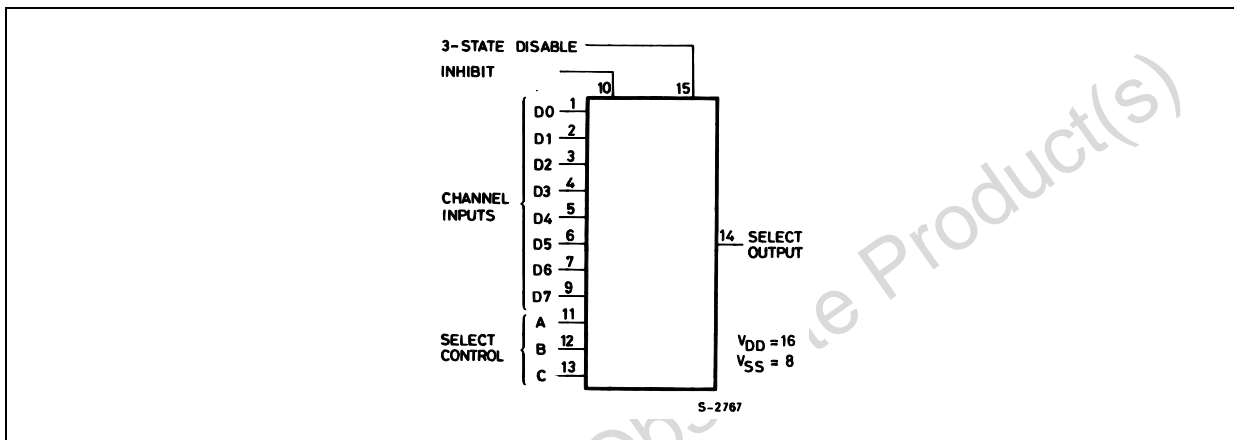 3-STATE DISABLE
INHIBIT
10 15
D0 1
D1 2
D2 3
D3 4
CHANNEL
INPUTS
D4 5
D5 6
D6 7
D7 9
14 SELECT
OUTPUT
SELECT
CONTROL
A 11
B 12
C 13
VDD = 16
VSS = 8
S-2767
Product(s)